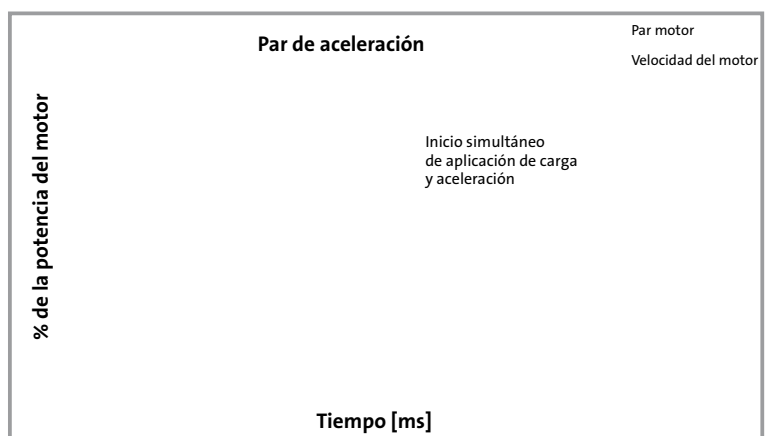 Par de aceleración
Par motor
Velocidad del motor
% de la potencia del motor
Inicio simultáneo
de aplicación de carga
y aceleración
Tiempo [ms]